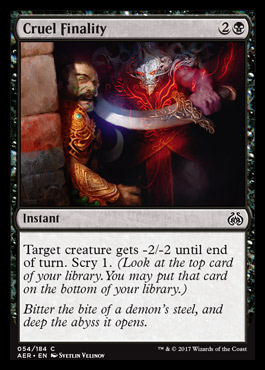 Cruel Finality 2
Instant
Target creature gets -2/-2 until end
of turn. Scry 1. (Look at the top card
of your library. You may put that card
on the bottom of your library.)
Bitter the bite of a demon's steel, and
deep the abyss it opens.
054/184 C
AER • EN Svetlin Velinov
™ & © 2017 Wizards of the Coast